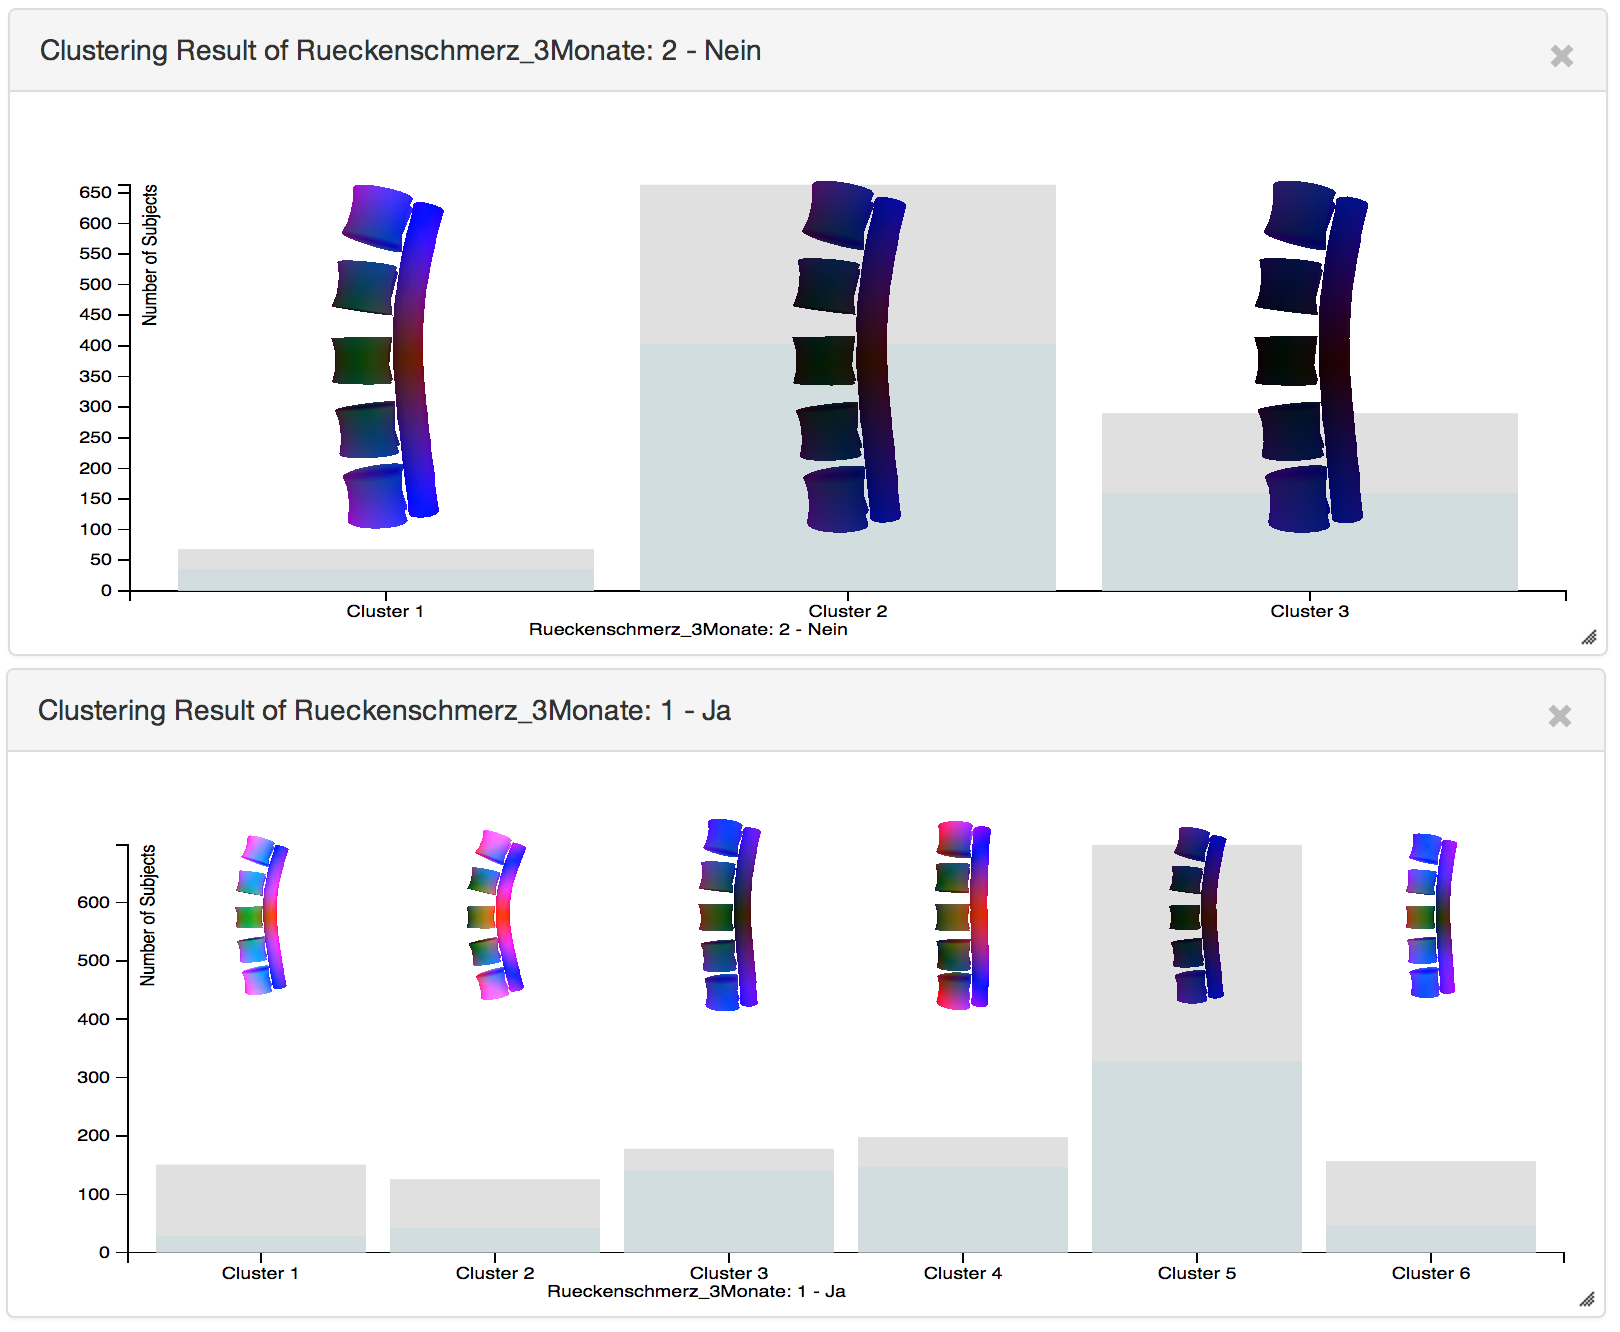 Clustering Result of Rueckenschmerz_3Monate: 2 - Nein
650
600
550
500
450
400
350
300
250
200
150
100
50
0
Number of Subjects
Cluster 1
Cluster 2
Cluster 3
Rueckenschmerz_3Monate: 2 - Nein
Clustering Result of Rueckenschmerz_3Monate: 1 - Ja
600
500
400
300
200
100
0
Number of Subjects
Cluster 1
Cluster 2
Cluster 3
Cluster 4
Cluster 5
Cluster 6
Rueckenschmerz_3Monate: 1 - Ja